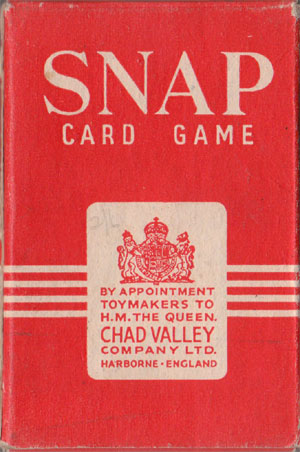 SNAP
CARD GAME
BY APPOINTMENT
TOYMAKERS TO
H.M. THE QUEEN.
CHAD VALLEY
COMPANY LTD.
HARBORNE · ENGLAND